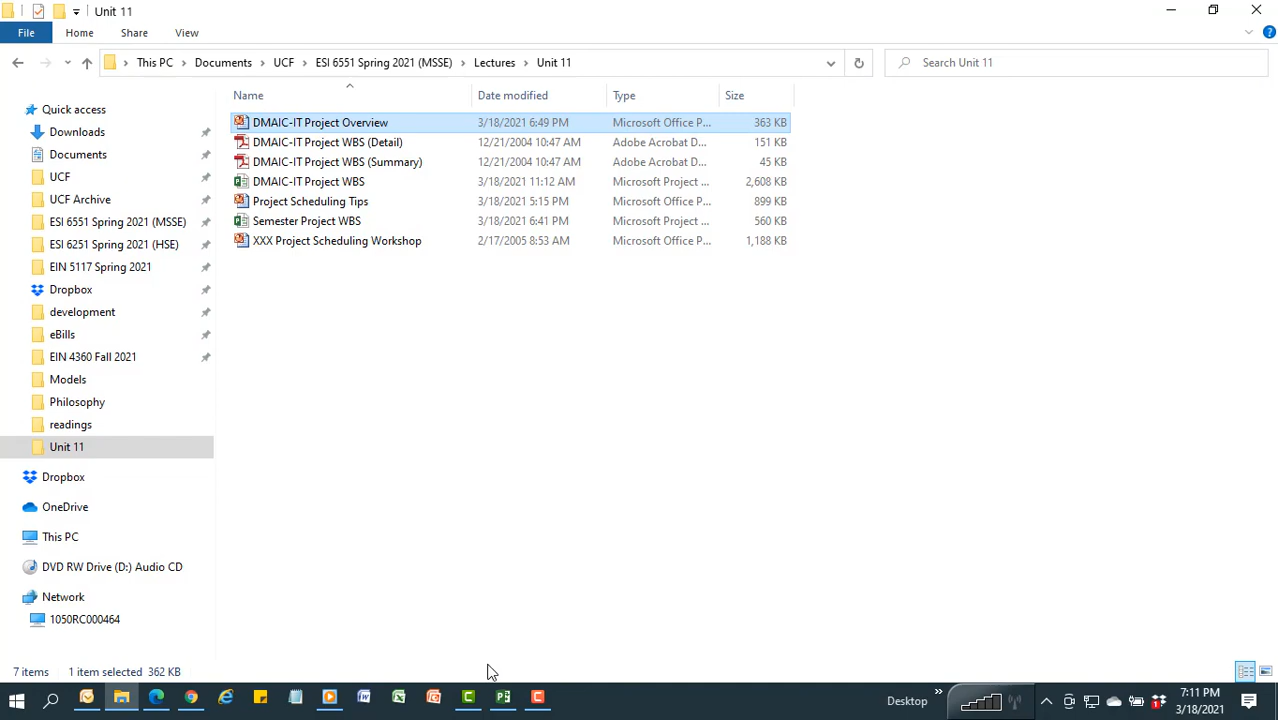 Unit 11
File Home Share View
This PC Documents UCF ESI 6551 Spring 2021 (MSSE) Lectures Unit 11
Search Unit 11
Name Date modified Type Size
DMAIC-IT Project Overview 3/18/2021 6:49 PM Microsoft Office P... 363 KB
DMAIC-IT Project WBS (Detail) 12/21/2004 10:47 AM Adobe Acrobat D... 151 KB
DMAIC-IT Project WBS (Summary) 12/21/2004 10:47 AM Adobe Acrobat D... 45 KB
DMAIC-IT Project WBS 3/18/2021 11:12 AM Microsoft Project ... 2,608 KB
Project Scheduling Tips 3/18/2021 5:15 PM Microsoft Office P... 899 KB
Semester Project WBS 3/18/2021 6:41 PM Microsoft Project ... 560 KB
XXX Project Scheduling Workshop 2/17/2005 8:53 AM Microsoft Office P... 1,188 KB
Quick access
Downloads
Documents
UCF
UCF Archive
ESI 6551 Spring 2021 (MSSE)
ESI 6251 Spring 2021 (HSE)
EIN 5117 Spring 2021
Dropbox
development
eBills
EIN 4360 Fall 2021
Models
Philosophy
readings
Unit 11
Dropbox
OneDrive
This PC
DVD RW Drive (D:) Audio CD
Network
1050RC000464
7 items 1 item selected 362 KB
Desktop
7:11 PM
3/18/2021